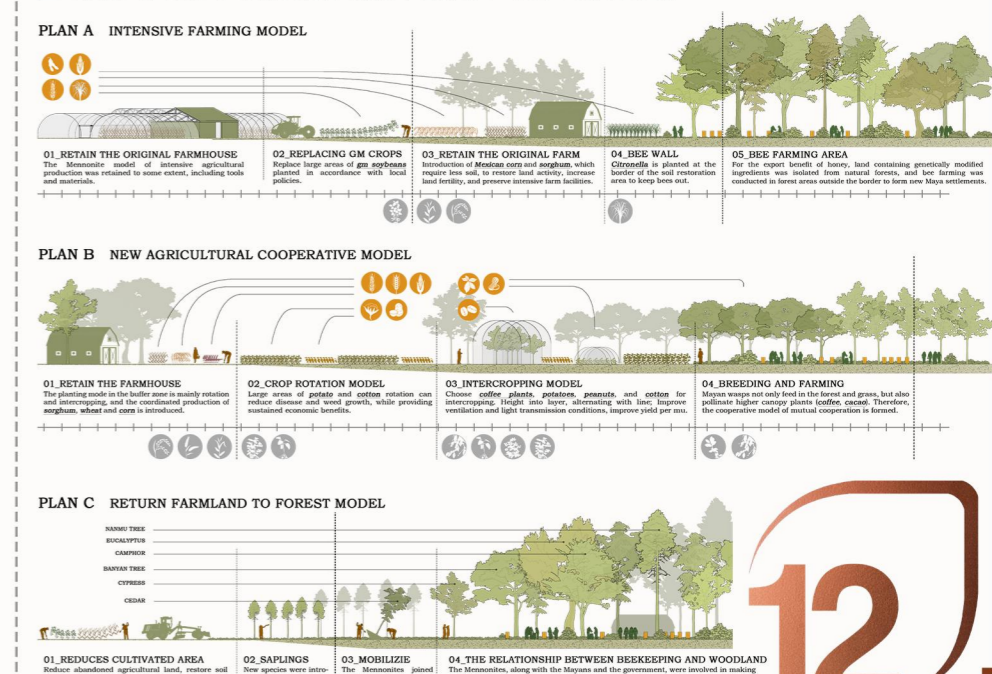 PLAN A INTENSIVE FARMING MODEL
01_RETAIN THE ORIGINAL FARMHOUSE
The Mennonite model of intensive agricultural
production was retained to some extent, including tools
and materials.
02_REPLACING GM CROPS
Replace large areas of gm soybeans
planted in accordance with local
policies.
03_RETAIN THE ORIGINAL FARM
Introduction of Mexican corn and sorghum, which
require less soil, to restore land activity, increase
land fertility, and preserve intensive farm facilities.
04_BEE WALL
Citronella is planted at the
border of the soil restoration
area to keep bees out.
05_BEE FARMING AREA
For the export benefit of honey, land containing genetically modified
ingredients was isolated from natural forests, and bee farming was
conducted in forest areas outside the border to form new Maya settlements.
PLAN B NEW AGRICULTURAL COOPERATIVE MODEL
01_RETAIN THE FARMHOUSE
The planting mode in the buffer zone is mainly rotation
and intercropping, and the coordinated production of
sorghum, wheat and corn is introduced.
02_CROP ROTATION MODEL
Large areas of potato and cotton rotation can
reduce disease and weed growth, while providing
sustained economic benefits.
03_INTERCROPPING MODEL
Choose coffee plants, potatoes, peanuts, and cotton for
intercropping. Height into layer, alternating with line; Improve
ventilation and light transmission conditions, improve yield per mu.
04_BREEDING AND FARMING
Mayan wasps not only feed in the forest and grass, but also
pollinate higher canopy plants (coffee, cacao). Therefore,
the cooperative model of mutual cooperation is formed.
PLAN C RETURN FARMLAND TO FOREST MODEL
NANMU TREE
EUCALYPTUS
CAMPHOR
BANYAN TREE
CYPRESS
CEDAR
01_REDUCES CULTIVATED AREA
Reduce abandoned agricultural land, restore soil
02_SAPLINGS
New species were intro-
03_MOBILIZIE
The Mennonites joined
04_THE RELATIONSHIP BETWEEN BEEKEEPING AND WOODLAND
The Mennonites, along with the Mayans and the government, were involved in making
12